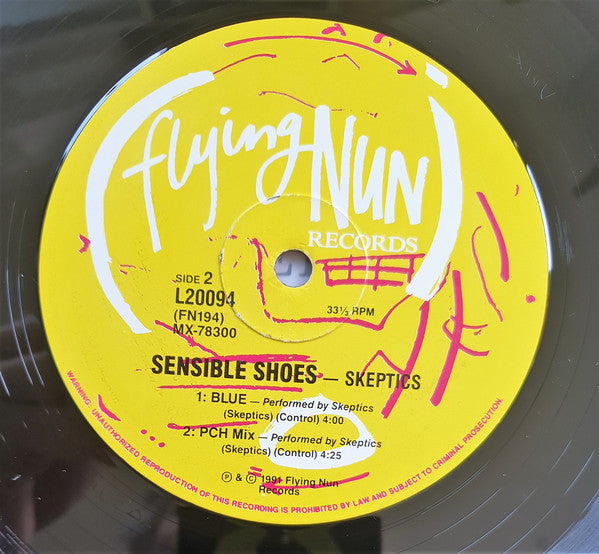 (flying NUN)
RECORDS
SIDE 2
L20094
(FN194)
MX-78300
33⅓ RPM
SENSIBLE SHOES — SKEPTICS
1: BLUE — Performed by Skeptics
(Skeptics) (Control) 4:00
2: PCH Mix — Performed by Skeptics
(Skeptics) (Control) 4:25
℗ & © 1991 Flying Nun
Records
WARNING: UNAUTHORIZED REPRODUCTION OF THIS RECORDING IS PROHIBITED BY LAW AND SUBJECT TO CRIMINAL PROSECUTION.